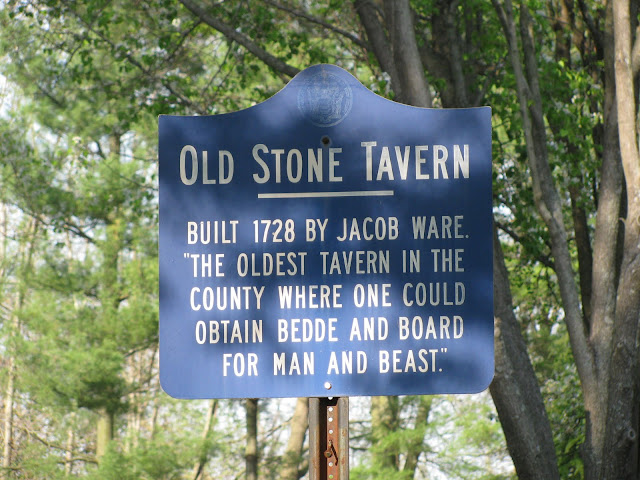 OLD STONE TAVERN
BUILT 1728 BY JACOB WARE.
"THE OLDEST TAVERN IN THE
COUNTY WHERE ONE COULD
OBTAIN BEDDE AND BOARD
FOR MAN AND BEAST."